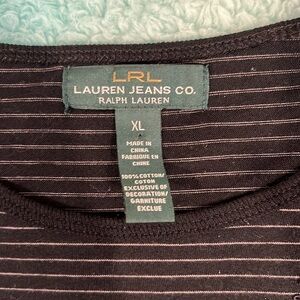 LRL
LAUREN JEANS CO.
RALPH LAUREN
XL
MADE IN
CHINA
FABRIQUE EN
CHINE
100% COTTON/
COTON
EXCLUSIVE OF
DECORATION/
GARNITURE
EXCLUE